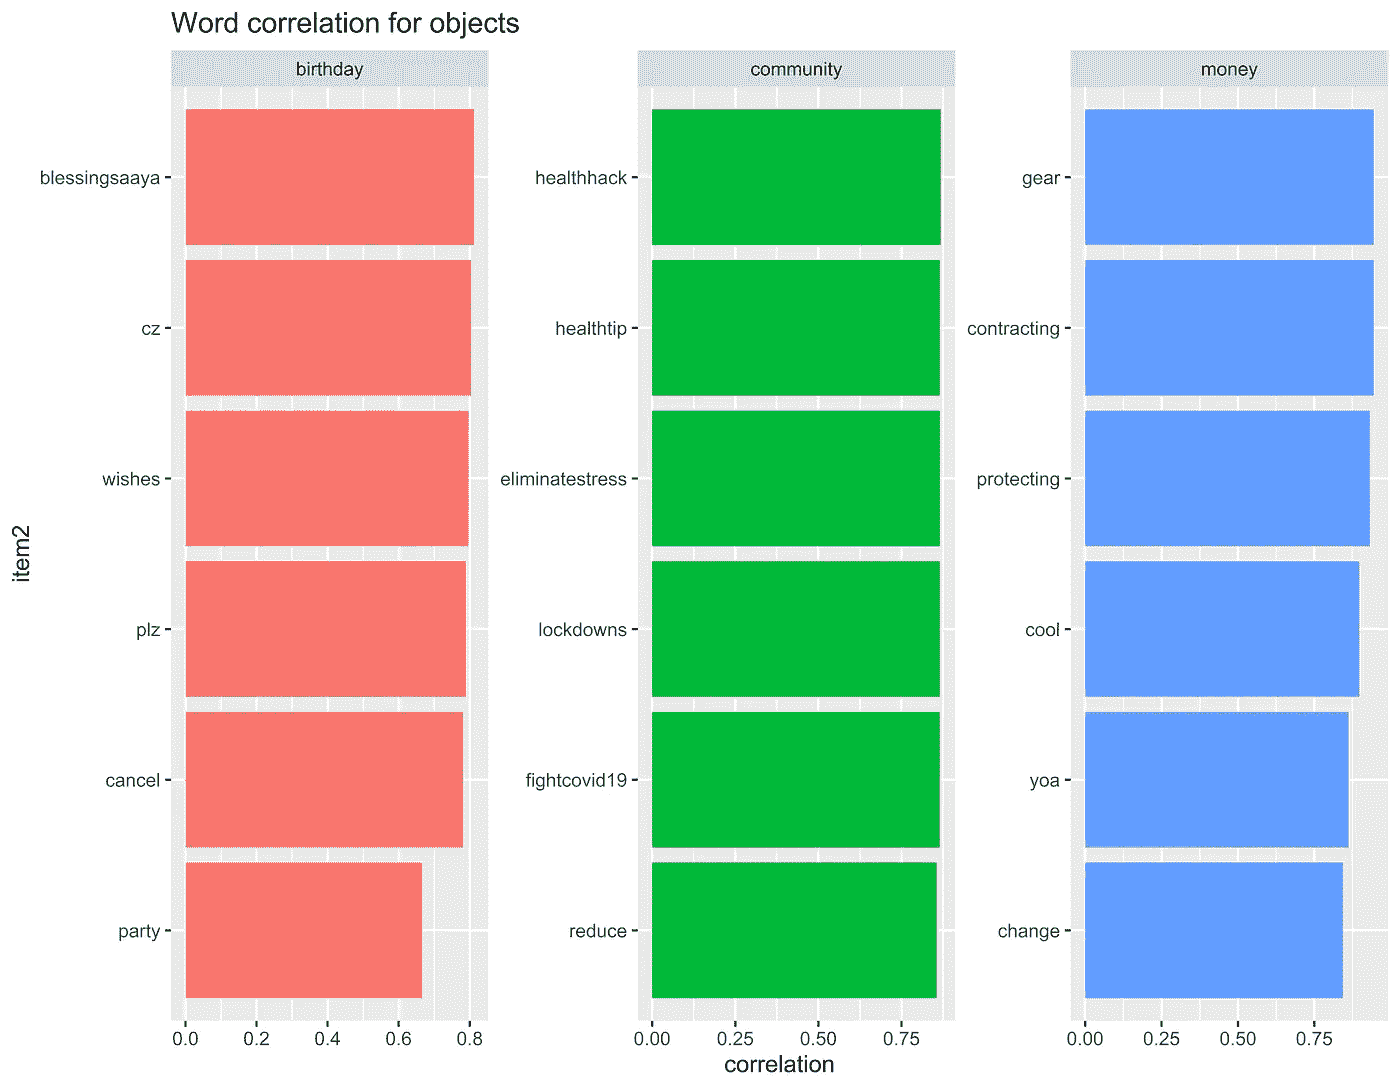 Word correlation for objects
birthday
community
money
item2
blessingsaaya
cz
wishes
plz
cancel
party
0.0 0.2 0.4 0.6 0.8
healthhack
healthtip
eliminatestress
lockdowns
fightcovid19
reduce
0.00 0.25 0.50 0.75
gear
contracting
protecting
cool
yoa
change
0.00 0.25 0.50 0.75
correlation